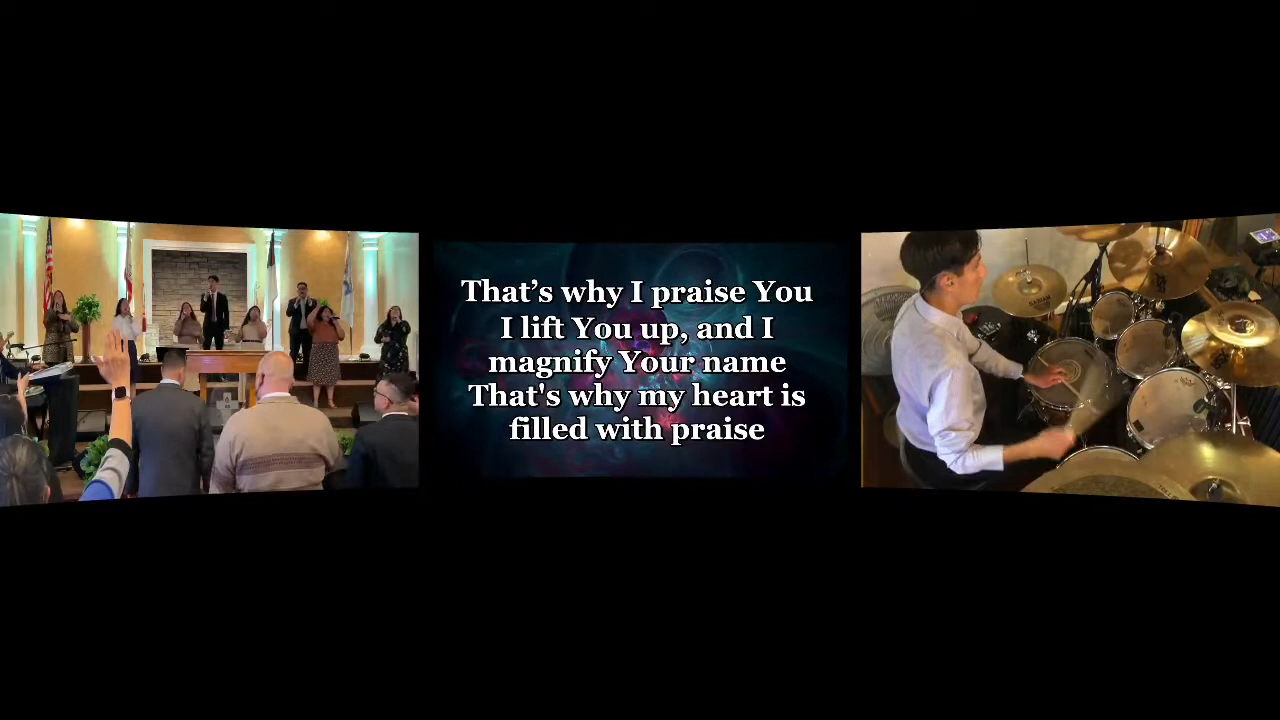 That’s why I praise You
I lift You up, and I
magnify Your name
That's why my heart is
filled with praise
SABIAN